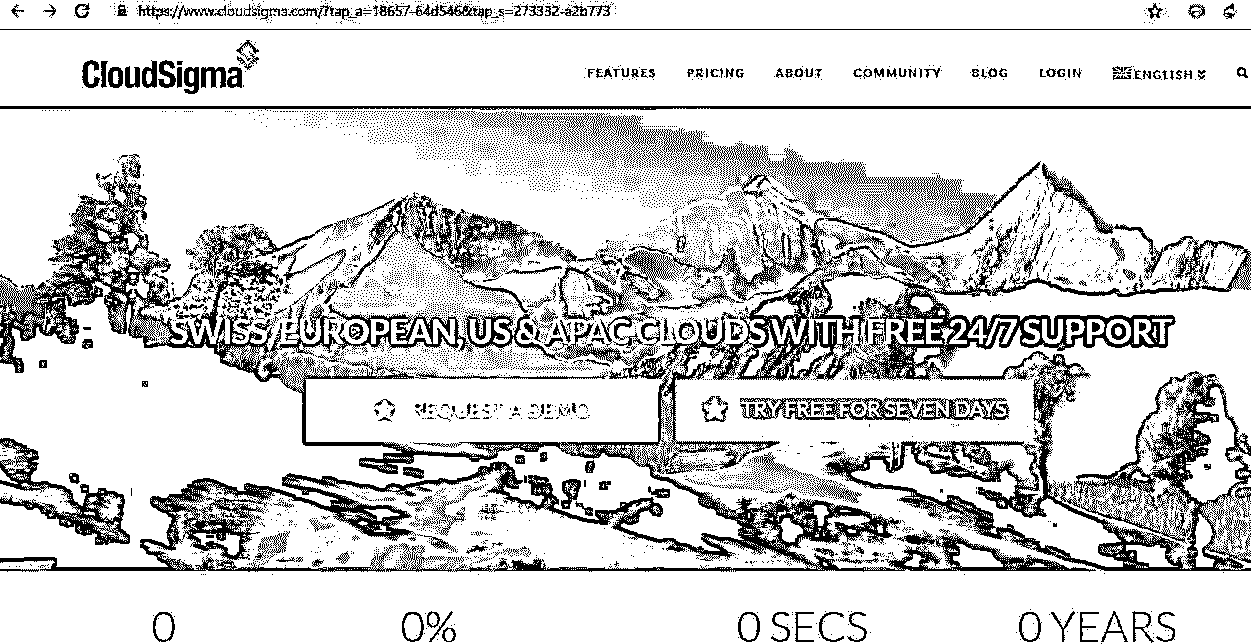 https://www.cloudsigma.com/?tap_a=18657-64d546&tap_s=273332-a2b773
CloudSigma
FEATURES PRICING ABOUT COMMUNITY BLOG LOGIN ENGLISH
SWISS/EUROPEAN, US & APAC CLOUDS WITH FREE 24/7 SUPPORT
REQUEST A DEMO TRY FREE FOR SEVEN DAYS
0 0% 0 SECS 0 YEARS